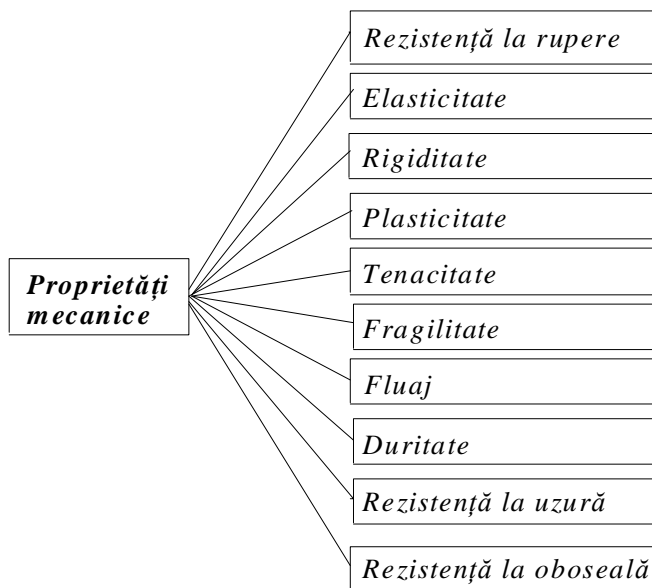 Rezistență la rupere
Elasticitate
Rigiditate
Plasticitate
Proprietăți
mecanice
Tenacitate
Fragilitate
Fluaj
Duritate
Rezistență la uzură
Rezistență la oboseală